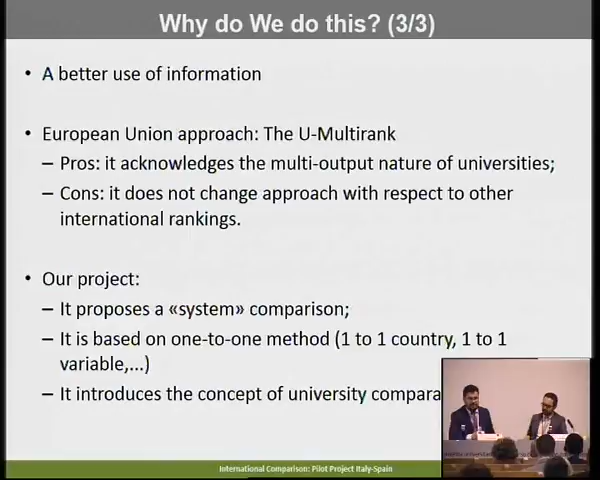 Why do We do this? (3/3)
• A better use of information
• European Union approach: The U-Multirank
– Pros: it acknowledges the multi-output nature of universities;
– Cons: it does not change approach with respect to other
international rankings.
• Our project:
– It proposes a «system» comparison;
– It is based on one-to-one method (1 to 1 country, 1 to 1
variable,...)
– It introduces the concept of university compara
International Comparison: Pilot Project Italy-Spain